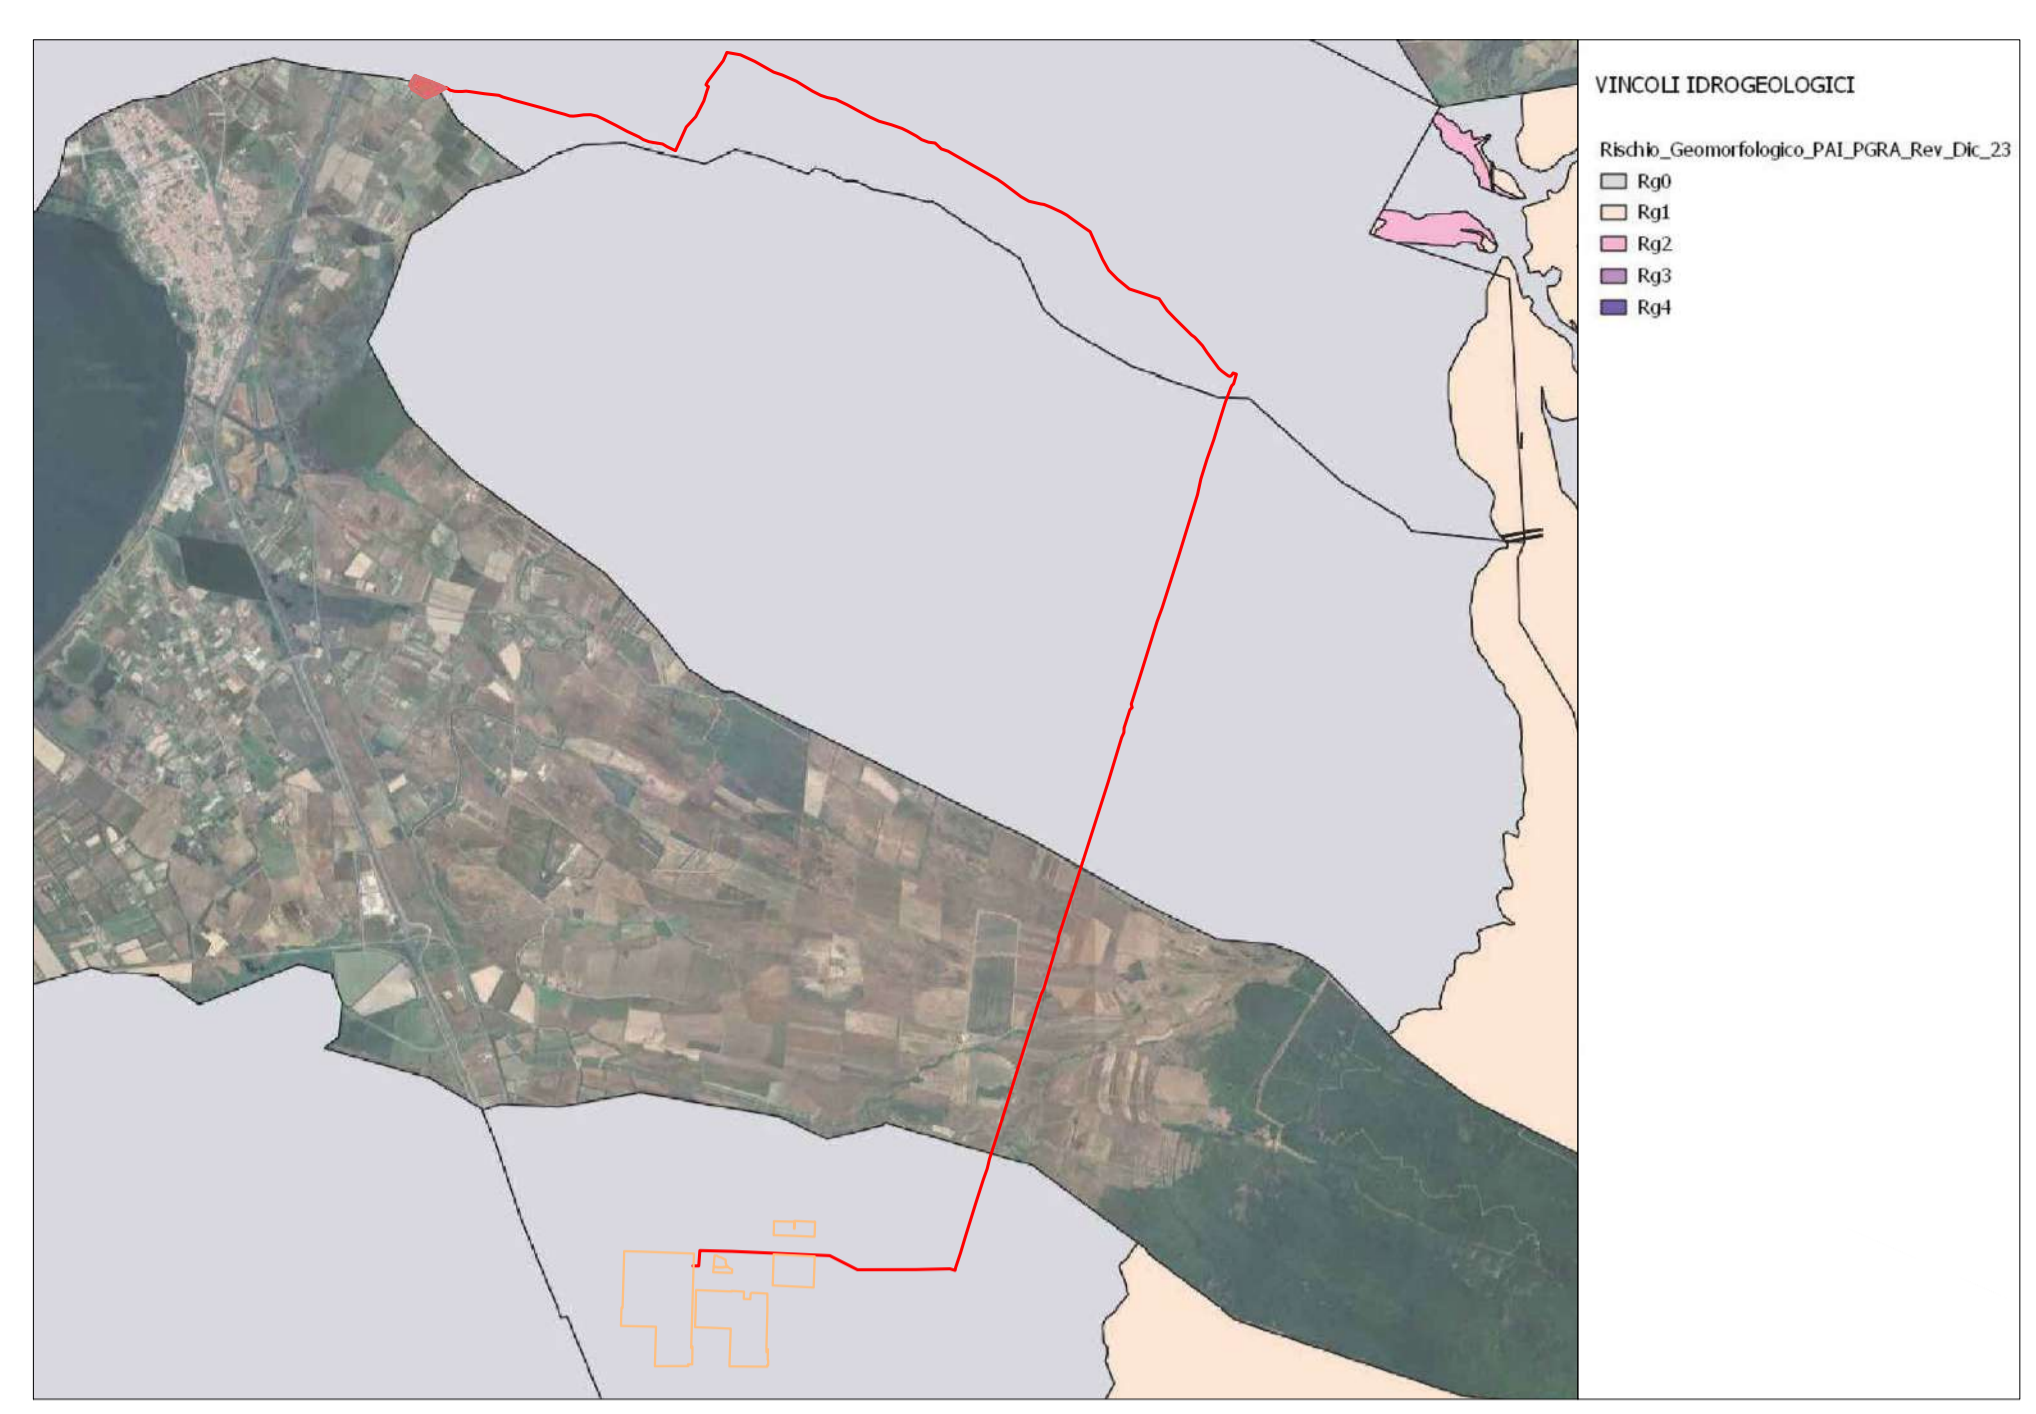 VINCOLI IDROGEOLOGICI
Rischio_Geomorfologico_PAI_PGRA_Rev_Dic_23
Rg0
Rg1
Rg2
Rg3
Rg4